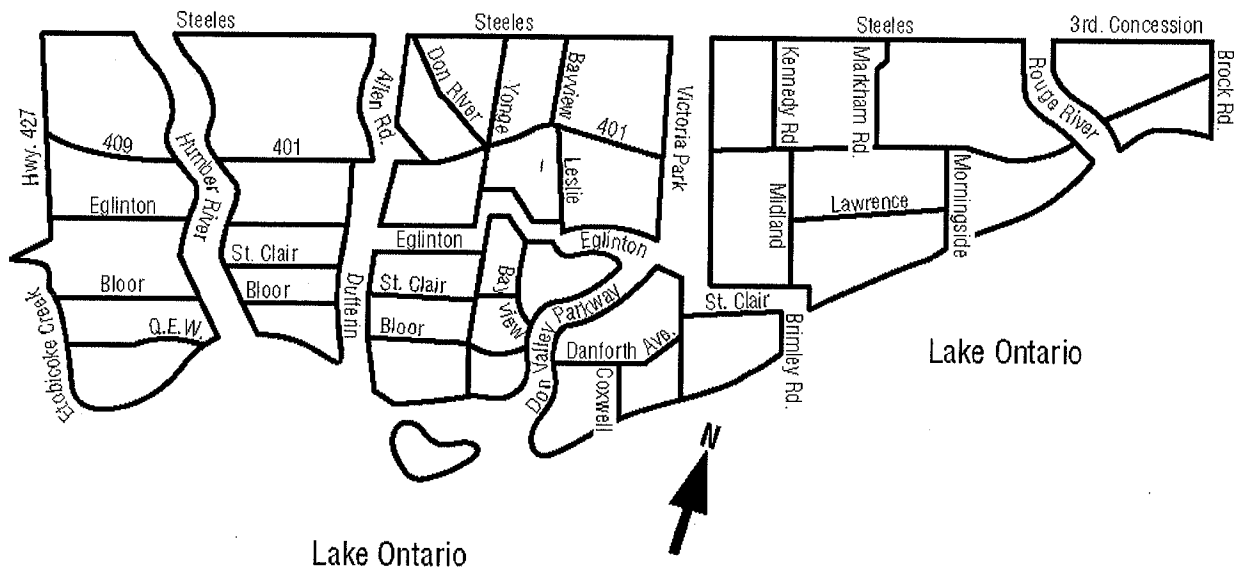 Steeles
Steeles
Steeles
3rd. Concession
Hwy. 427
409
Humber River
401
Allen Rd.
Don River
Yonge
Bayview
401
Leslie
Victoria Park
Kennedy Rd
Markham Rd.
Rouge River
Brock Rd.
Eglinton
St. Clair
Bloor
Bloor
Q.E.W.
Etobicoke Creek
Dufferin
Eglinton
St. Clair
Bloor
Bay
view
Eglinton
Don Valley Parkway
Danforth Ave.
Coxwell
Midland
Lawrence
Morningside
St. Clair
Brimley Rd.
Lake Ontario
N
Lake Ontario